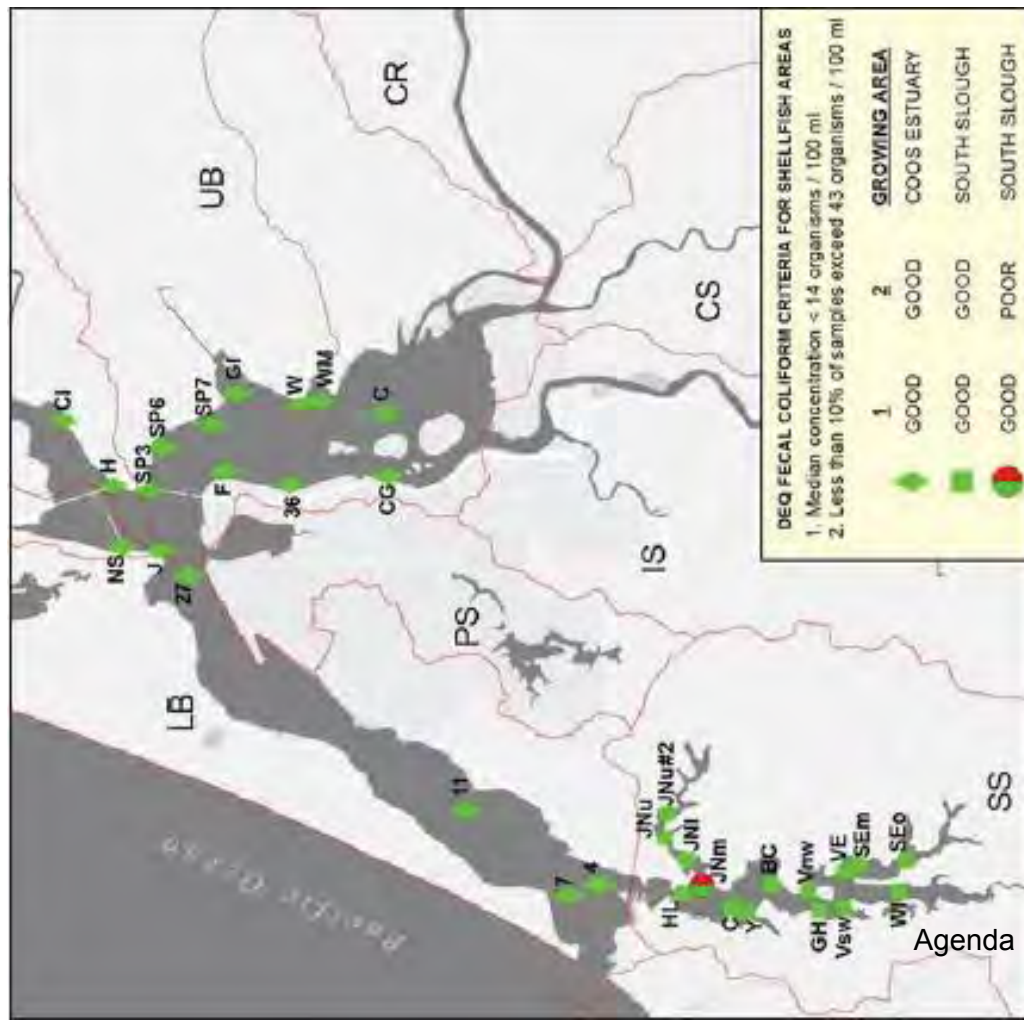 CI
H
SP3
SP6
SP7
GI
W
WM
C
F
36
CG
NS
J
27
UB
CR
CS
IS
PS
LB
Pacific Ocean
11
4
7
JNu
JNu#2
JNl
JNm
HL
BC
C
Y
Vnw
VE
SEm
GH
Vsw
SEo
WI
SS
Agenda
DEQ FECAL COLIFORM CRITERIA FOR SHELLFISH AREAS
1. Median concentration < 14 organisms / 100 ml
2. Less than 10% of samples exceed 43 organisms / 100 ml
1 2 GROWING AREA
GOOD GOOD COOS ESTUARY
GOOD GOOD SOUTH SLOUGH
GOOD POOR SOUTH SLOUGH